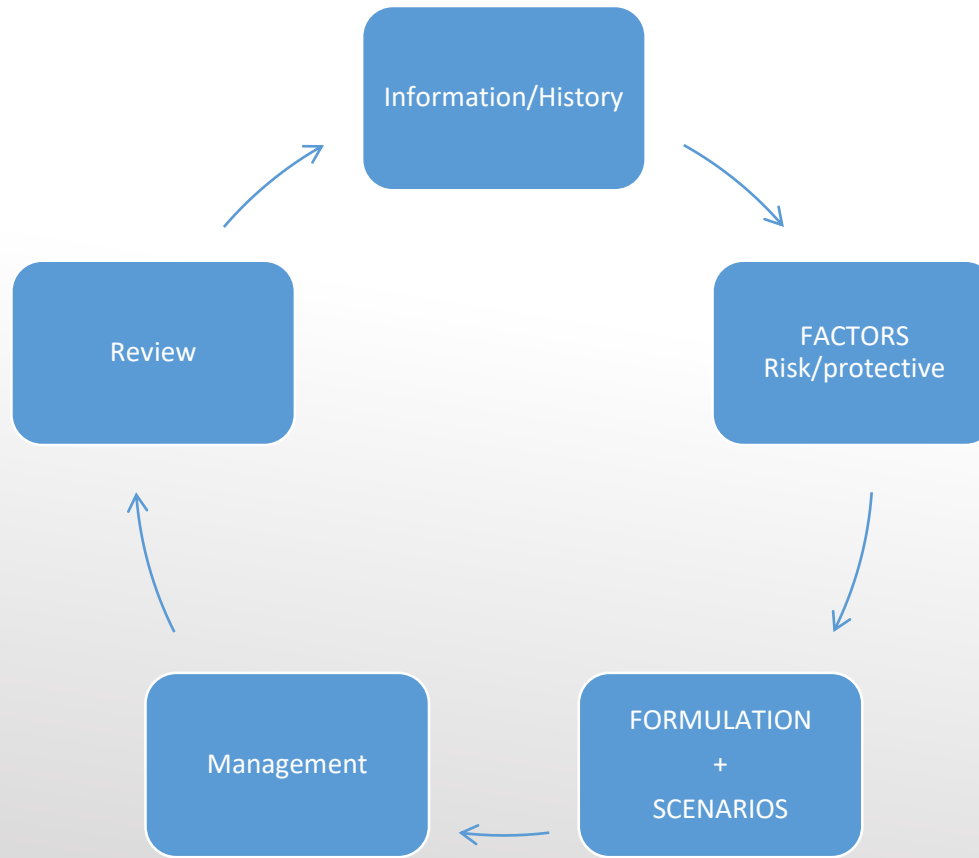 Information/History
FACTORS
Risk/protective
FORMULATION
+
SCENARIOS
Management
Review